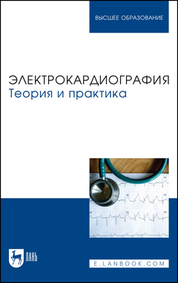 ВЫСШЕЕ ОБРАЗОВАНИЕ
ЭЛЕКТРОКАРДИОГРАФИЯ
Теория и практика
ЛАНЬ
E.LANBOOK.COM